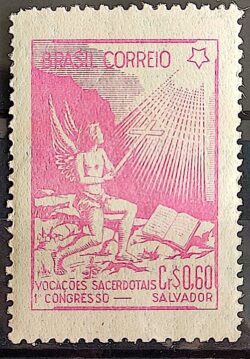 BRASIL CORREIO
VOCAÇÕES SACERDOTAIS Cr$0,60
1º CONGRESSO — SALVADOR